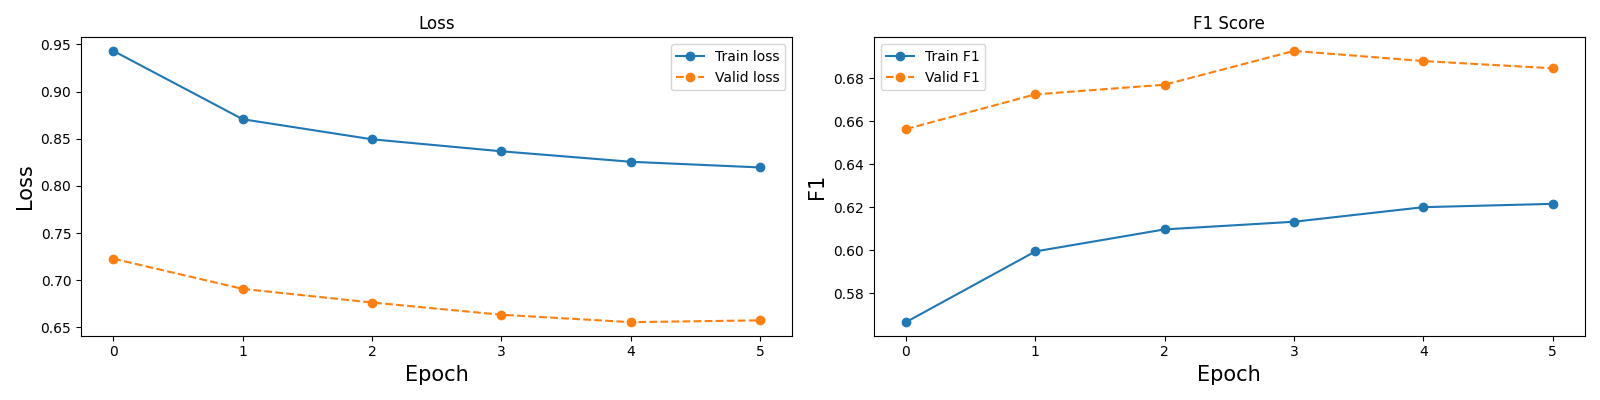 Loss
0.95
0.90
0.85
0.80
0.75
0.70
0.65
Loss
Train loss
Valid loss
0 1 2 3 4 5
Epoch
F1 Score
0.68
0.66
0.64
0.62
0.60
0.58
F1
Train F1
Valid F1
0 1 2 3 4 5
Epoch